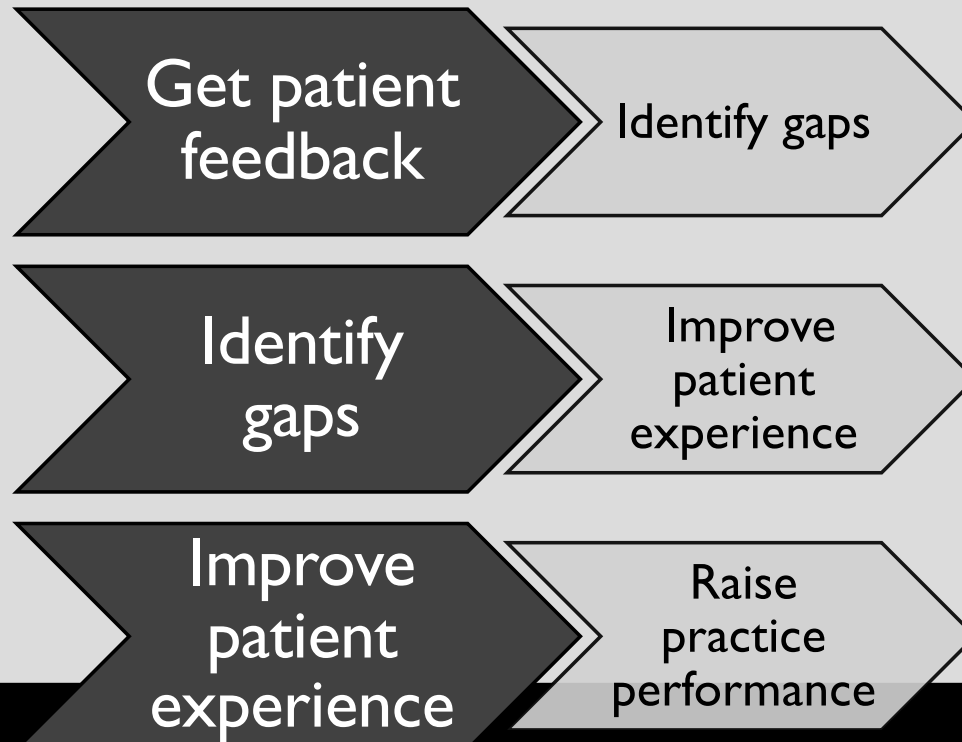 Get patient
feedback
Identify gaps
Identify
gaps
Improve
patient
experience
Improve
patient
experience
Raise
practice
performance